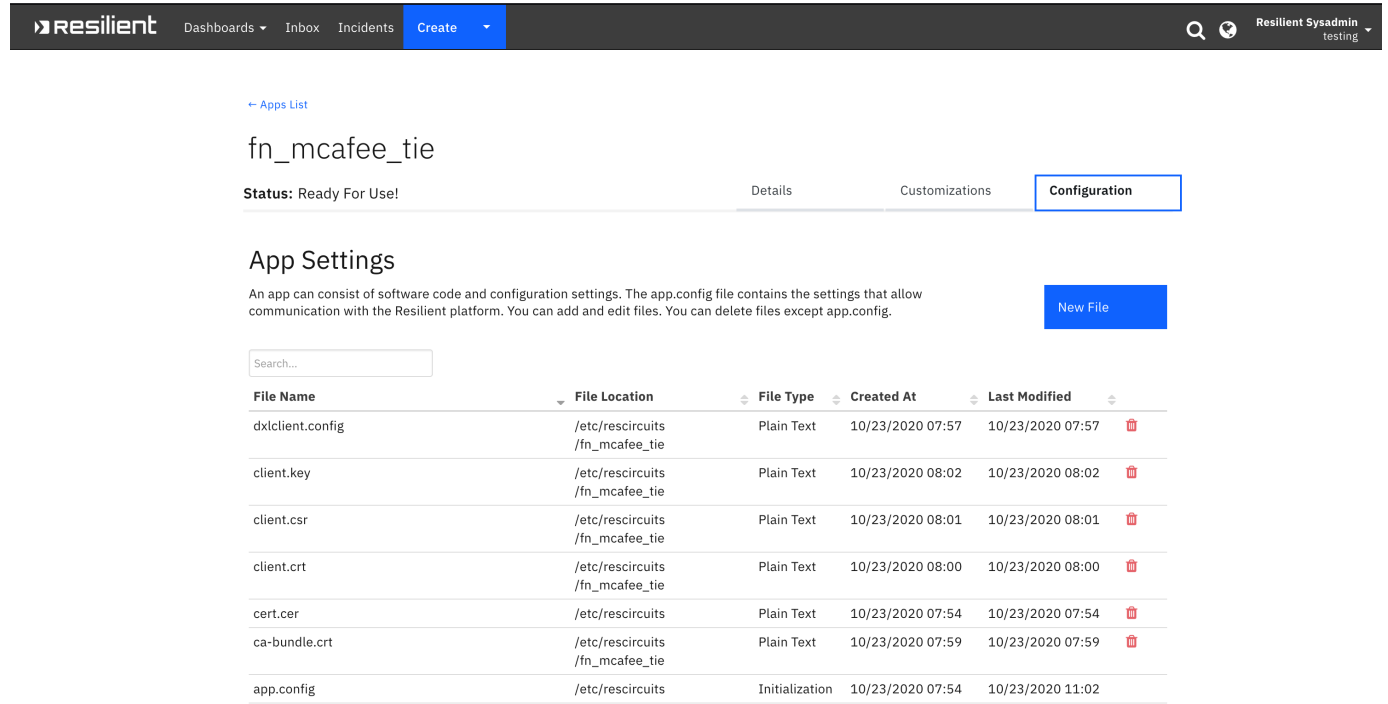 Resilient Dashboards Inbox Incidents Create Resilient Sysadmin
testing
← Apps List
fn_mcafee_tie
Status: Ready For Use! Details Customizations Configuration
App Settings
An app can consist of software code and configuration settings. The app.config file contains the settings that allow
communication with the Resilient platform. You can add and edit files. You can delete files except app.config.
New File
Search...
File Name File Location File Type Created At Last Modified
dxlclient.config /etc/rescircuits Plain Text 10/23/2020 07:57 10/23/2020 07:57
/fn_mcafee_tie
client.key /etc/rescircuits Plain Text 10/23/2020 08:02 10/23/2020 08:02
/fn_mcafee_tie
client.csr /etc/rescircuits Plain Text 10/23/2020 08:01 10/23/2020 08:01
/fn_mcafee_tie
client.crt /etc/rescircuits Plain Text 10/23/2020 08:00 10/23/2020 08:00
/fn_mcafee_tie
cert.cer /etc/rescircuits Plain Text 10/23/2020 07:54 10/23/2020 07:54
ca-bundle.crt /etc/rescircuits Plain Text 10/23/2020 07:59 10/23/2020 07:59
/fn_mcafee_tie
app.config /etc/rescircuits Initialization 10/23/2020 07:54 10/23/2020 11:02